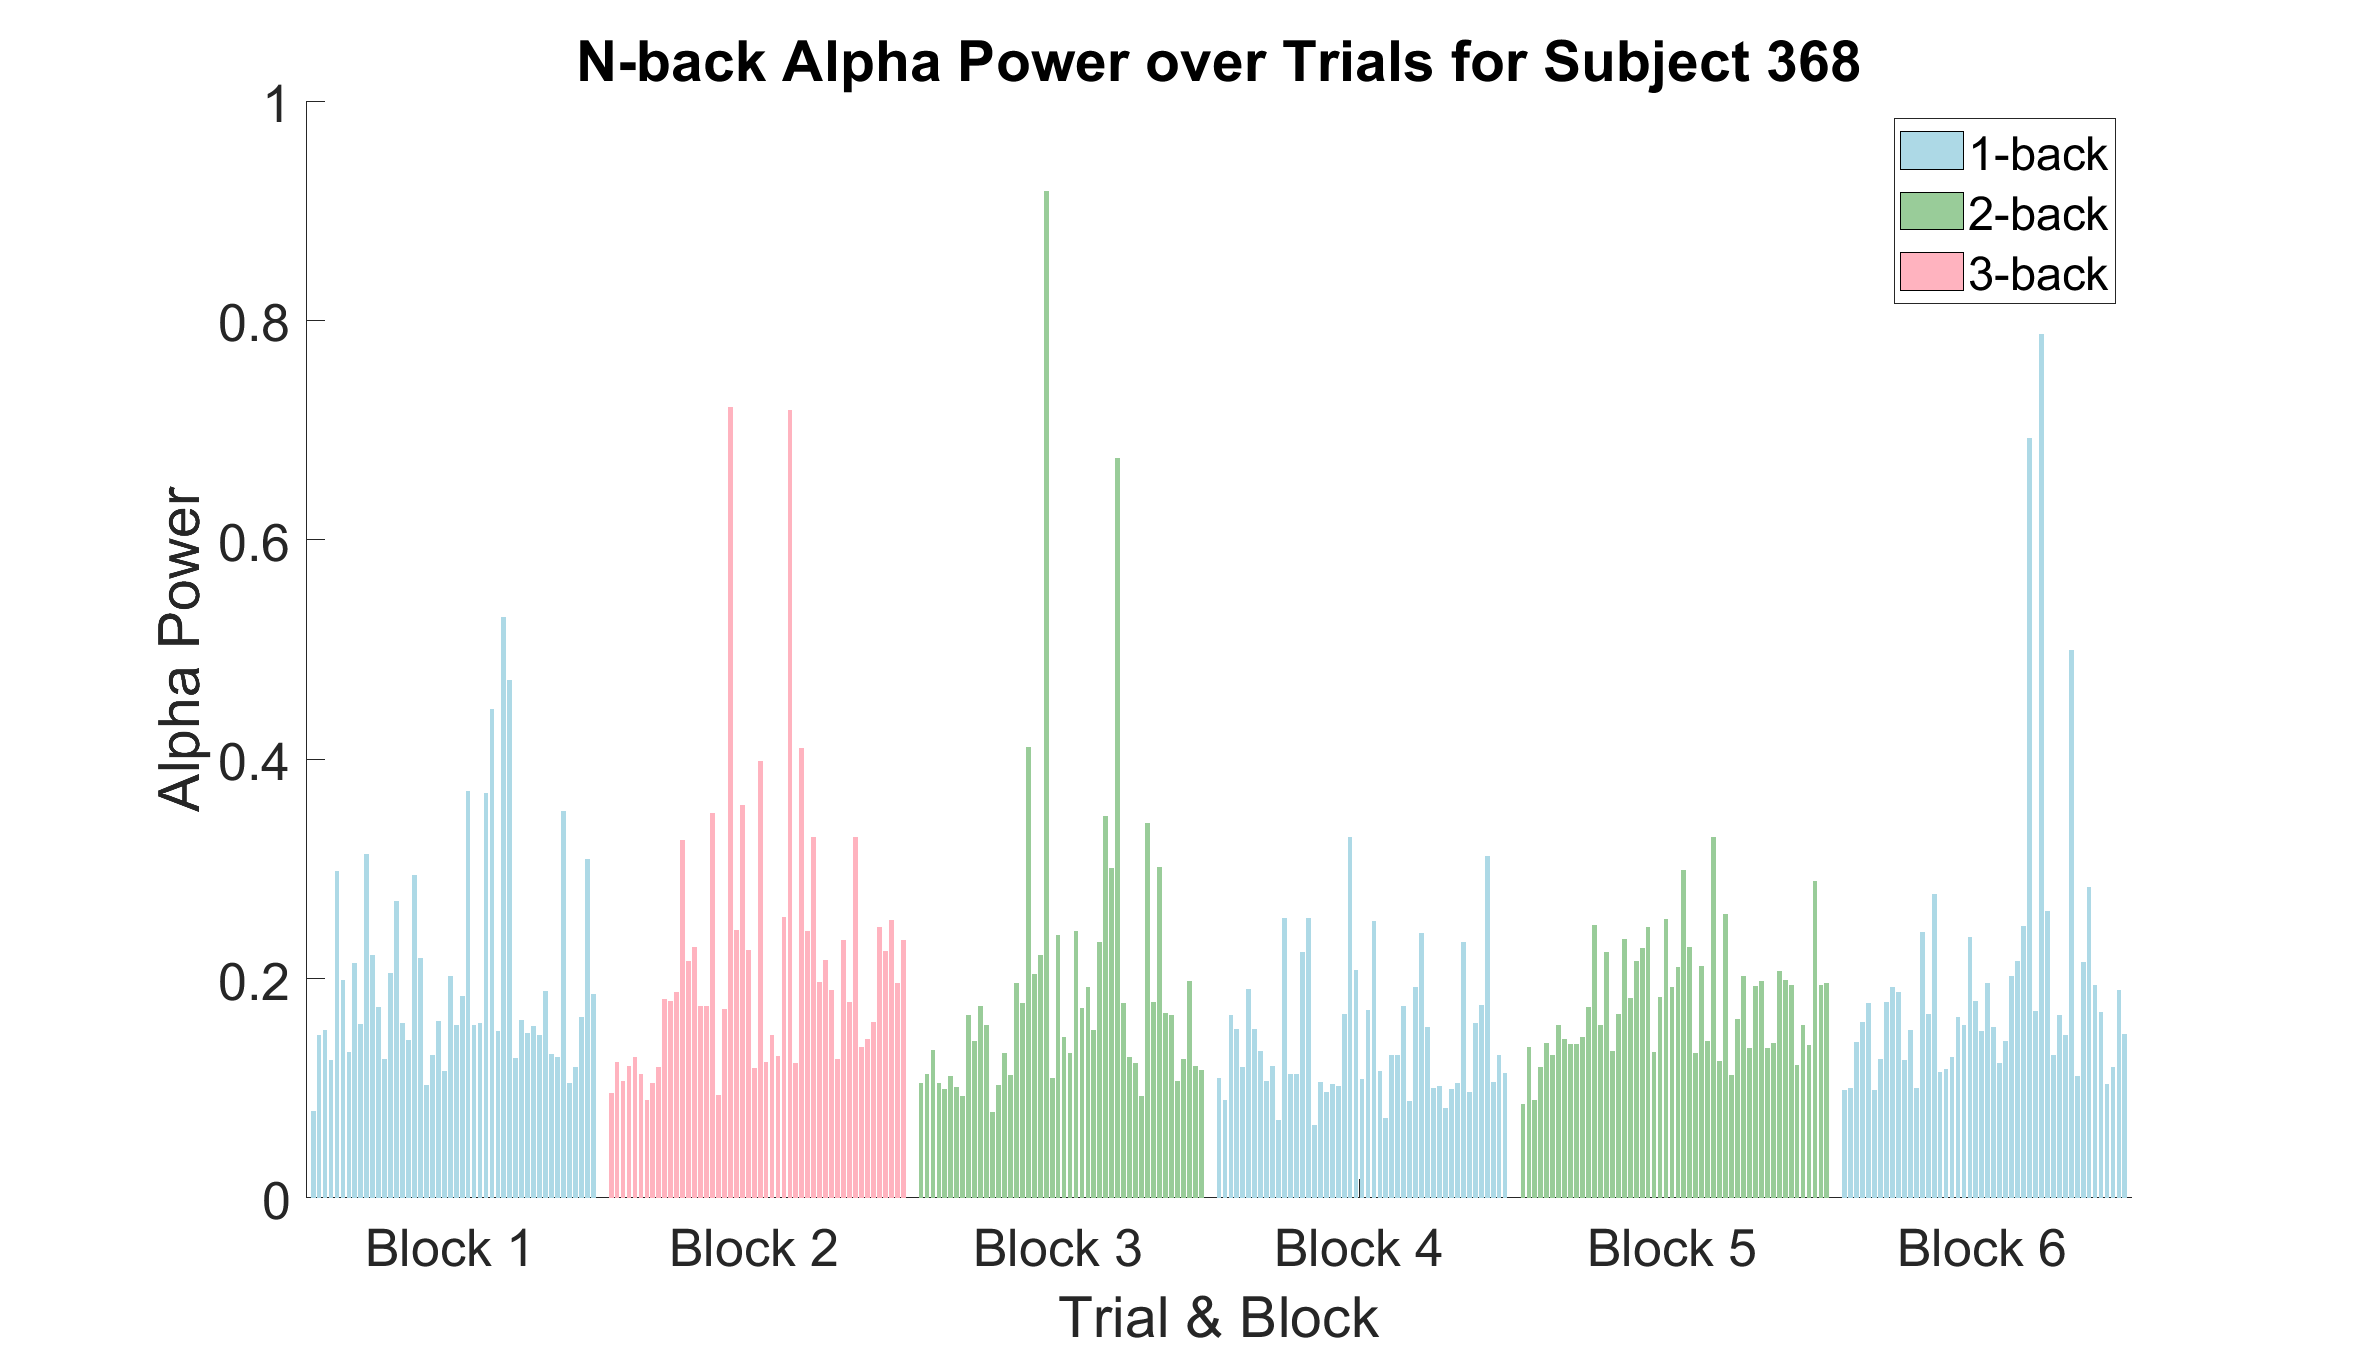 N-back Alpha Power over Trials for Subject 368
1
0.8
0.6
0.4
0.2
0
Alpha Power
1-back
2-back
3-back
Block 1
Block 2
Block 3
Block 4
Block 5
Block 6
Trial & Block